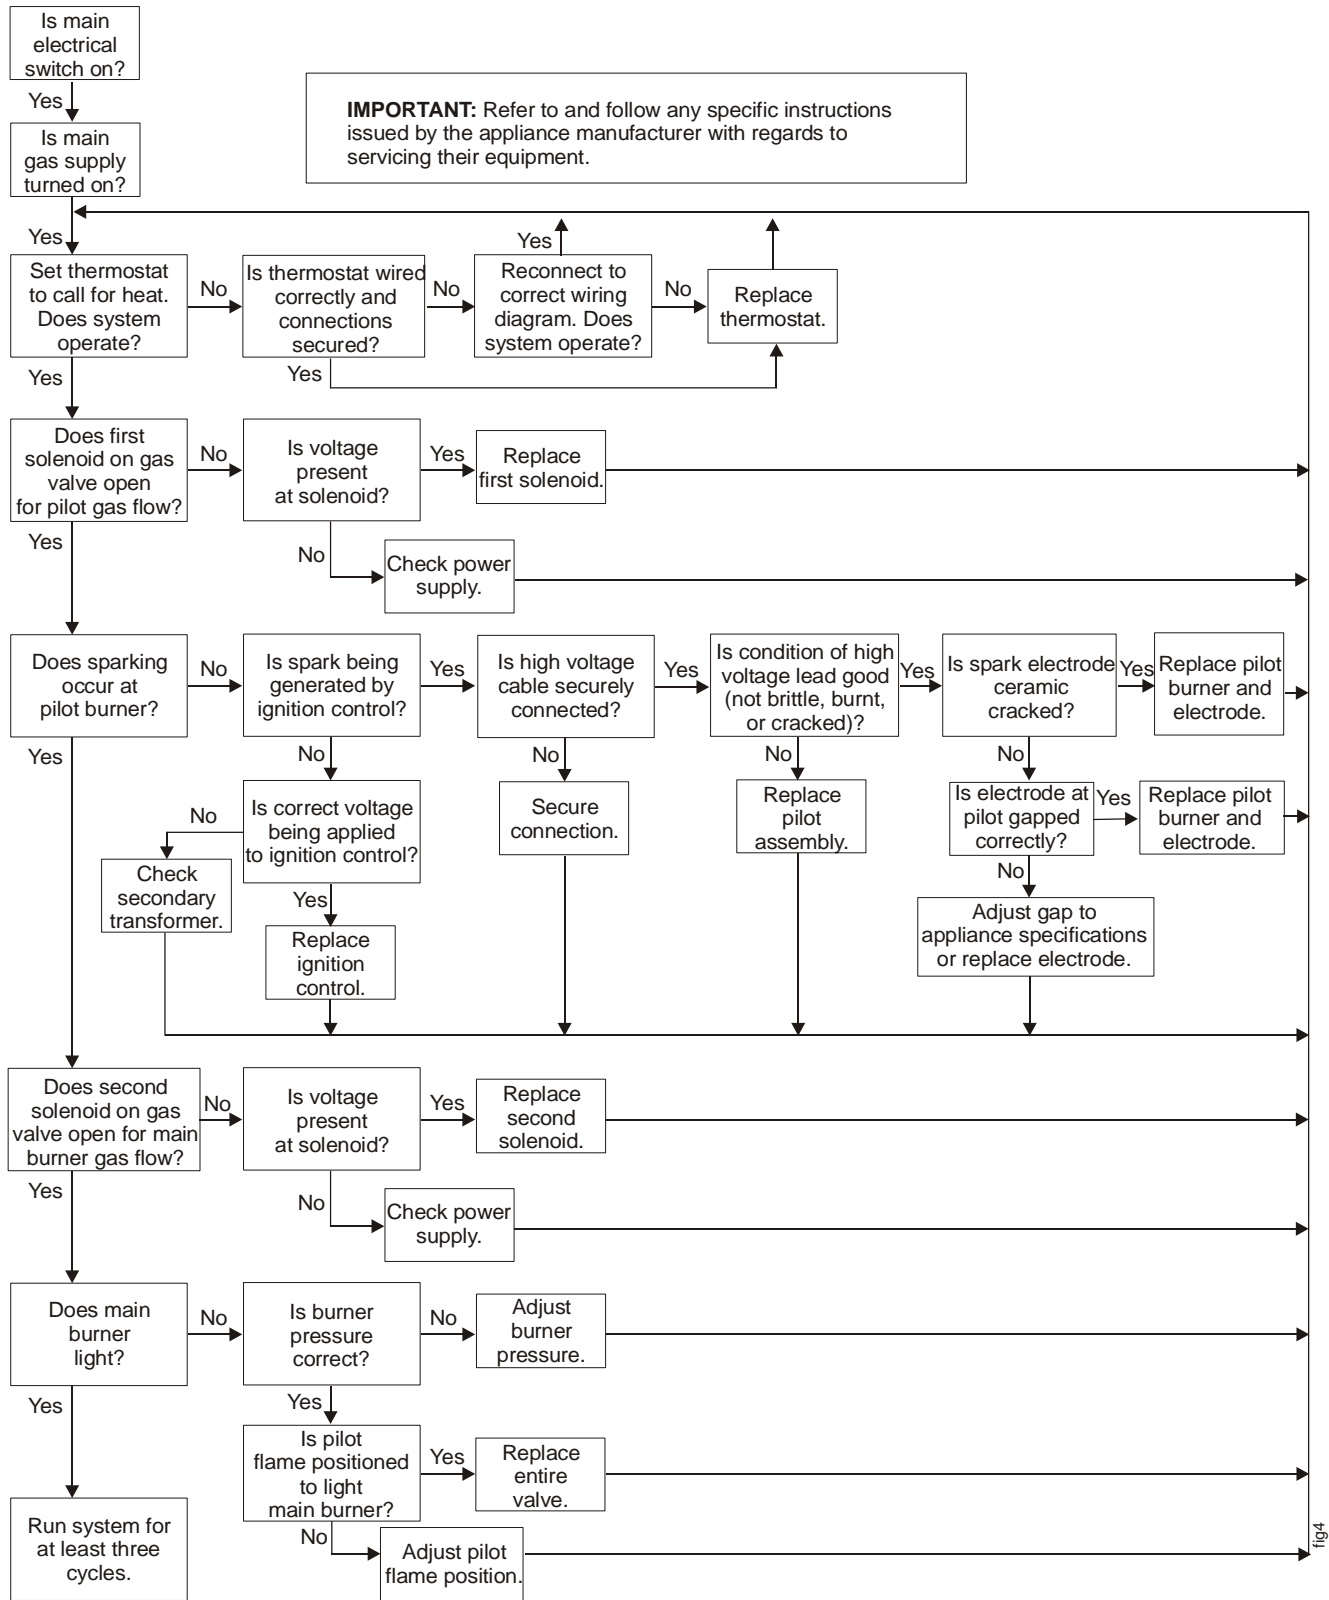 Is main
electrical
switch on?
Yes
Is main
gas supply
turned on?
IMPORTANT: Refer to and follow any specific instructions
issued by the appliance manufacturer with regards to
servicing their equipment.
Yes
Set thermostat
to call for heat.
Does system
operate?
No
Is thermostat wired
correctly and
connections
secured?
No
Yes
Reconnect to
correct wiring
diagram. Does
system operate?
No
Replace
thermostat.
Yes
Yes
Does first
solenoid on gas
valve open
for pilot gas flow?
No
Is voltage
present
at solenoid?
Yes
Replace
first solenoid.
No
Check power
supply.
Yes
Does sparking
occur at
pilot burner?
No
Is spark being
generated by
ignition control?
Yes
Is high voltage
cable securely
connected?
Yes
Is condition of high
voltage lead good
(not brittle, burnt,
or cracked)?
Yes
Is spark electrode
ceramic
cracked?
Yes
Replace pilot
burner and
electrode.
No
Is correct voltage
being applied
to ignition control?
No
Check
secondary
transformer.
Yes
Replace
ignition
control.
No
Secure
connection.
No
Replace
pilot
assembly.
No
Is electrode at
pilot gapped
correctly?
Yes
Replace pilot
burner and
electrode.
No
Adjust gap to
appliance specifications
or replace electrode.
Yes
Does second
solenoid on gas
valve open for main
burner gas flow?
No
Is voltage
present
at solenoid?
Yes
Replace
second
solenoid.
No
Check power
supply.
Yes
Does main
burner
light?
No
Is burner
pressure
correct?
No
Adjust
burner
pressure.
Yes
Is pilot
flame positioned
to light
main burner?
Yes
Replace
entire
valve.
No
Adjust pilot
flame position.
Yes
Run system for
at least three
cycles.
fig4